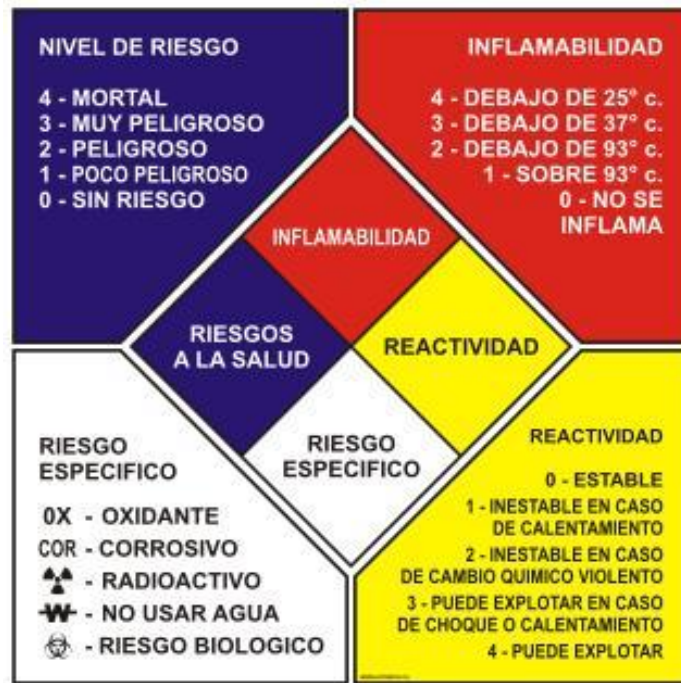 NIVEL DE RIESGO
4 - MORTAL
3 - MUY PELIGROSO
2 - PELIGROSO
1 - POCO PELIGROSO
0 - SIN RIESGO
INFLAMABILIDAD
4 - DEBAJO DE 25° c.
3 - DEBAJO DE 37° c.
2 - DEBAJO DE 93° c.
1 - SOBRE 93° c.
0 - NO SE
INFLAMA
INFLAMABILIDAD
RIESGOS
A LA SALUD
REACTIVIDAD
RIESGO
ESPECIFICO
RIESGO
ESPECIFICO
0X - OXIDANTE
COR - CORROSIVO
- RADIOACTIVO
W - NO USAR AGUA
- RIESGO BIOLOGICO
REACTIVIDAD
0 - ESTABLE
1 - INESTABLE EN CASO
DE CALENTAMIENTO
2 - INESTABLE EN CASO
DE CAMBIO QUIMICO VIOLENTO
3 - PUEDE EXPLOTAR EN CASO
DE CHOQUE O CALENTAMIENTO
4 - PUEDE EXPLOTAR